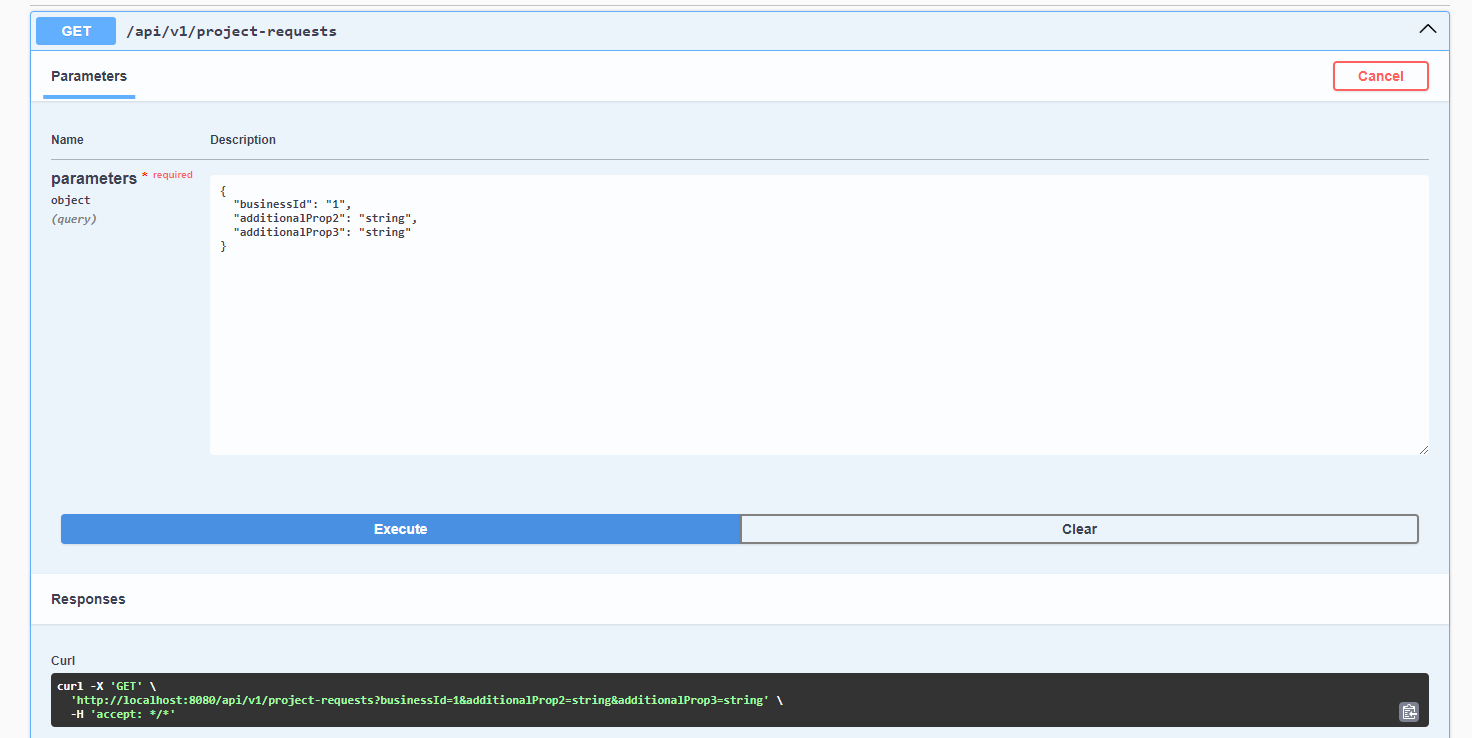 GET /api/v1/project-requests
Parameters
Cancel
Name Description
parameters * required
object
(query)
{
  "businessId": "1",
  "additionalProp2": "string",
  "additionalProp3": "string"
}
Execute
Clear
Responses
Curl
curl -X 'GET' \
  'http://localhost:8080/api/v1/project-requests?businessId=1&additionalProp2=string&additionalProp3=string' \
  -H 'accept: */*'